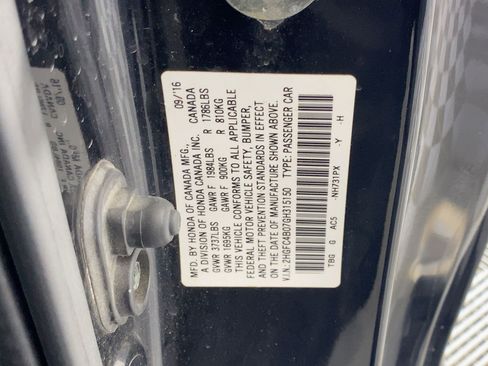 MFD. BY HONDA OF CANADA MFG., 09/'16
A DIVISION OF HONDA CANADA INC. CANADA
GVWR 3737LBS GAWR F 1984LBS R 1786LBS
GVWR 1695KG GAWR F 900KG R 810KG
THIS VEHICLE CONFORMS TO ALL APPLICABLE
FEDERAL MOTOR VEHICLE SAFETY, BUMPER,
AND THEFT PREVENTION STANDARDS IN EFFECT
ON THE DATE OF MANUFACTURE SHOWN ABOVE.
V.I.N.: 2HGFC4B07GH315150 TYPE: PASSENGER CAR
TBG G AC5 -NH731PX -Y -H